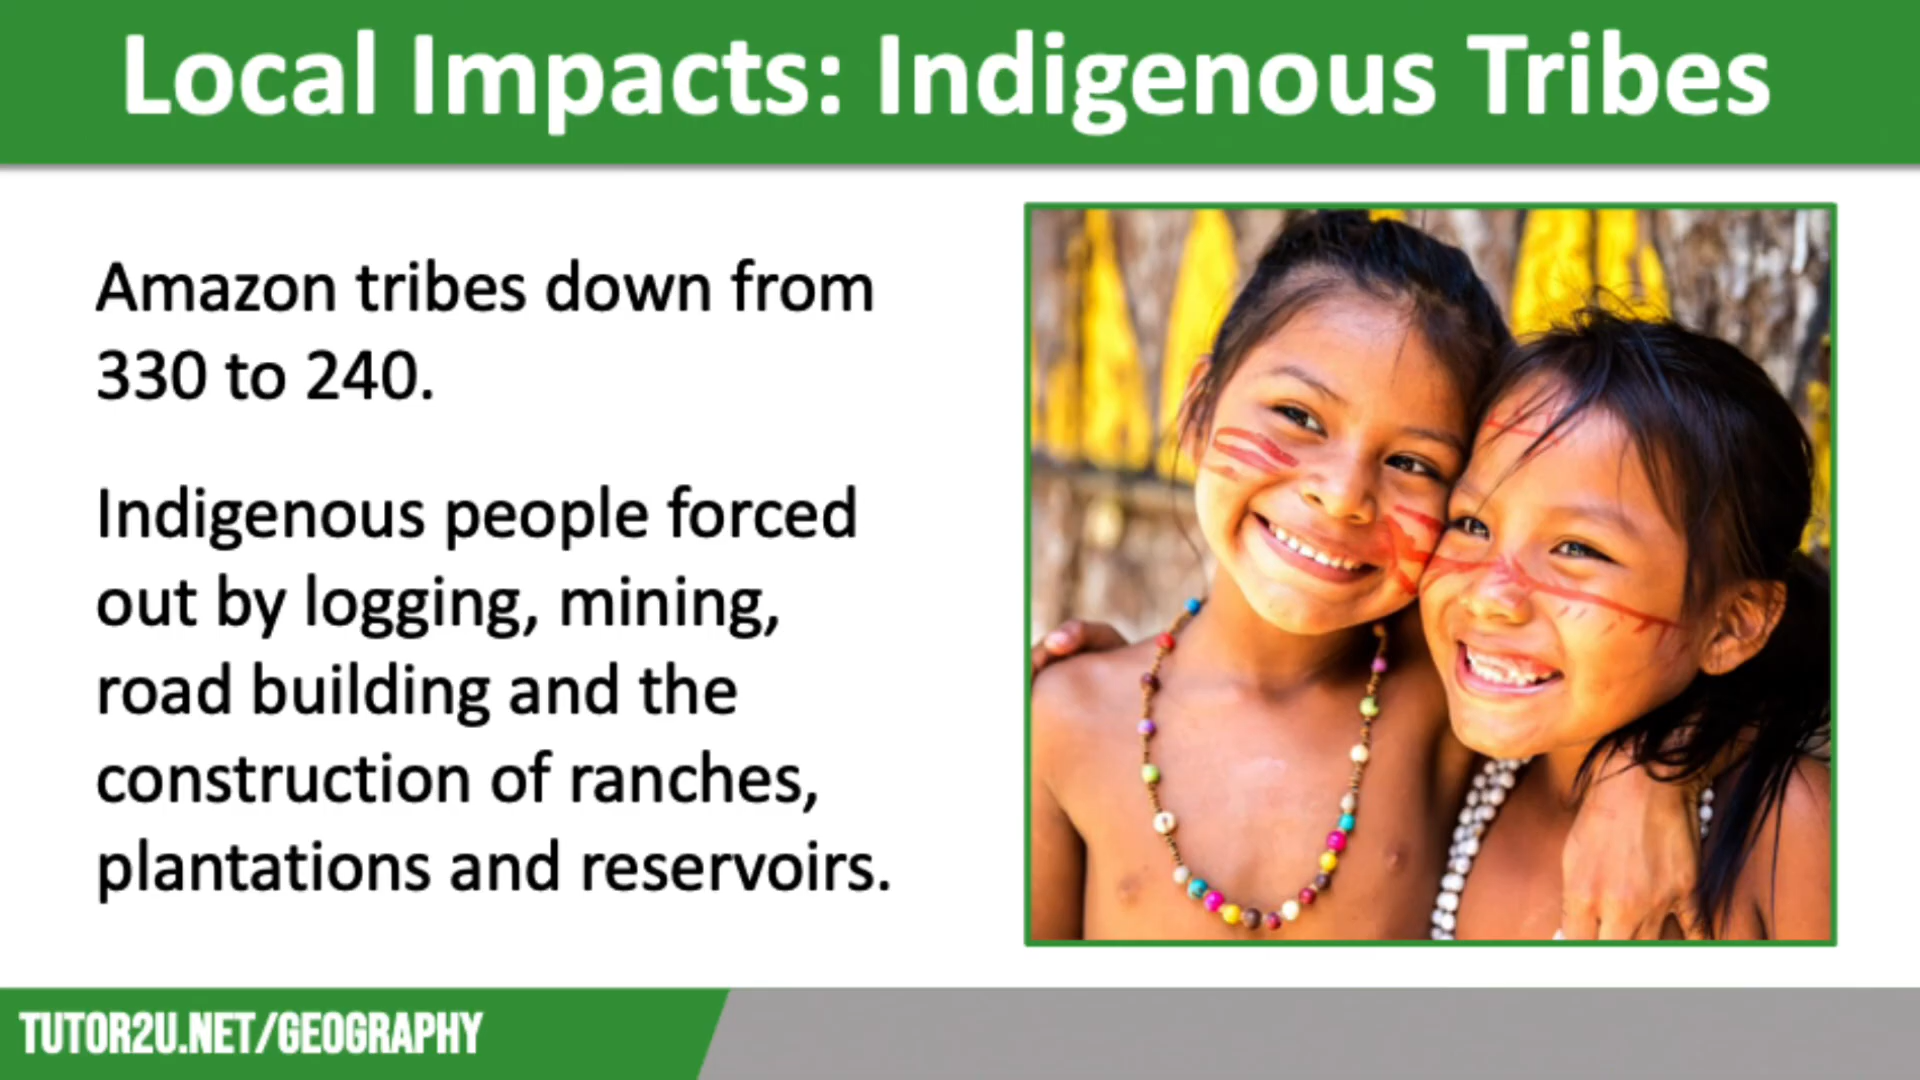 Local Impacts: Indigenous Tribes
Amazon tribes down from
330 to 240.
Indigenous people forced
out by logging, mining,
road building and the
construction of ranches,
plantations and reservoirs.
TUTOR2U.NET/GEOGRAPHY